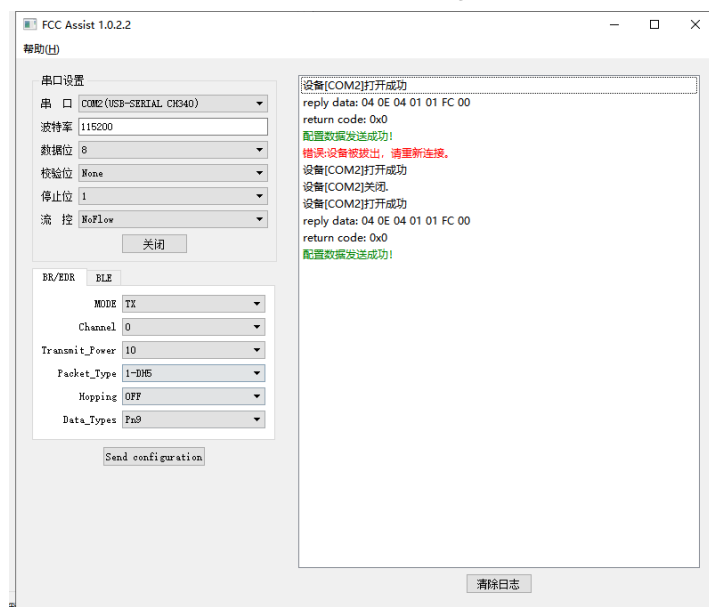 FCC Assist 1.0.2.2
帮助(H)
串口设置
串 口 COM2(USB-SERIAL CH340)
波特率 115200
数据位 8
校验位 None
停止位 1
流 控 NoFlow
关闭
BR/EDR BLE
MODE TX
Channel 0
Transmit_Power 10
Packet_Type 1-DH5
Hopping OFF
Data_Types Pn9
Send configuration
设备[COM2]打开成功
reply data: 04 0E 04 01 01 FC 00
return code: 0x0
配置数据发送成功!
错误:设备被拔出，请重新连接。
设备[COM2]打开成功
设备[COM2]关闭.
设备[COM2]打开成功
reply data: 04 0E 04 01 01 FC 00
return code: 0x0
配置数据发送成功!
清除日志